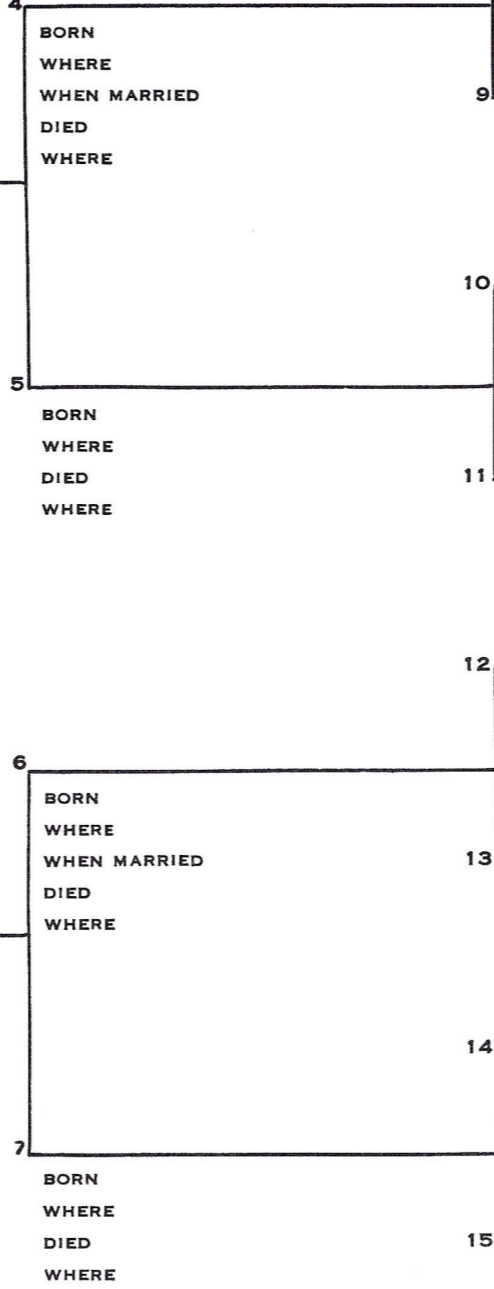 4
BORN
WHERE
WHEN MARRIED
9
DIED
WHERE
10
5
BORN
WHERE
DIED
11
WHERE
12
6
BORN
WHERE
WHEN MARRIED
13
DIED
WHERE
14
7
BORN
WHERE
DIED
15
WHERE